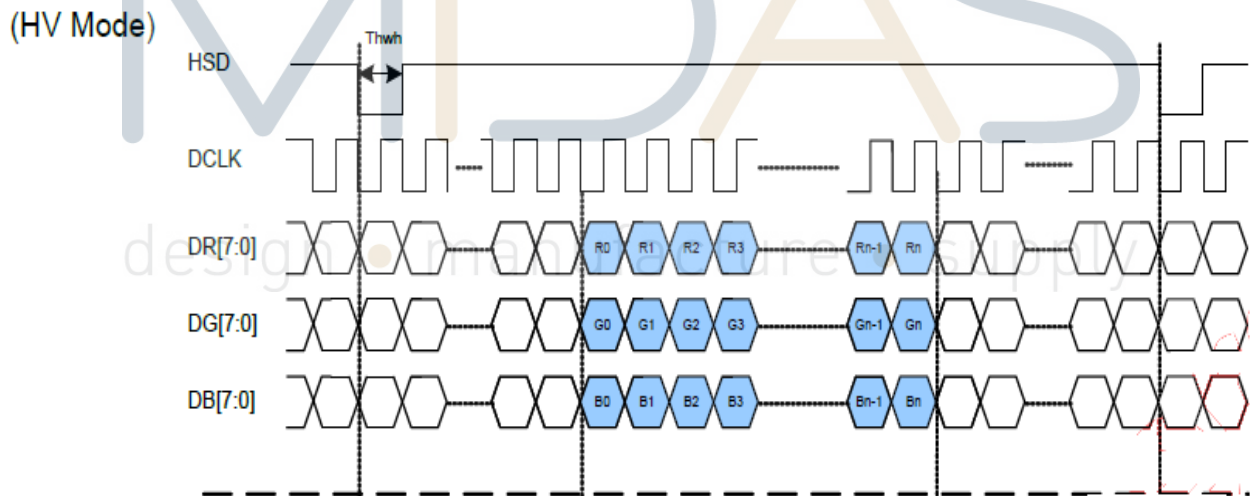 (HV Mode)
MIDAS
Thwh
HSD
DCLK
design • manufacture • supply
DR[7:0] R0 R1 R2 R3 Rn-1 Rn
DG[7:0] G0 G1 G2 G3 Gn-1 Gn
DB[7:0] B0 B1 B2 B3 Bn-1 Bn